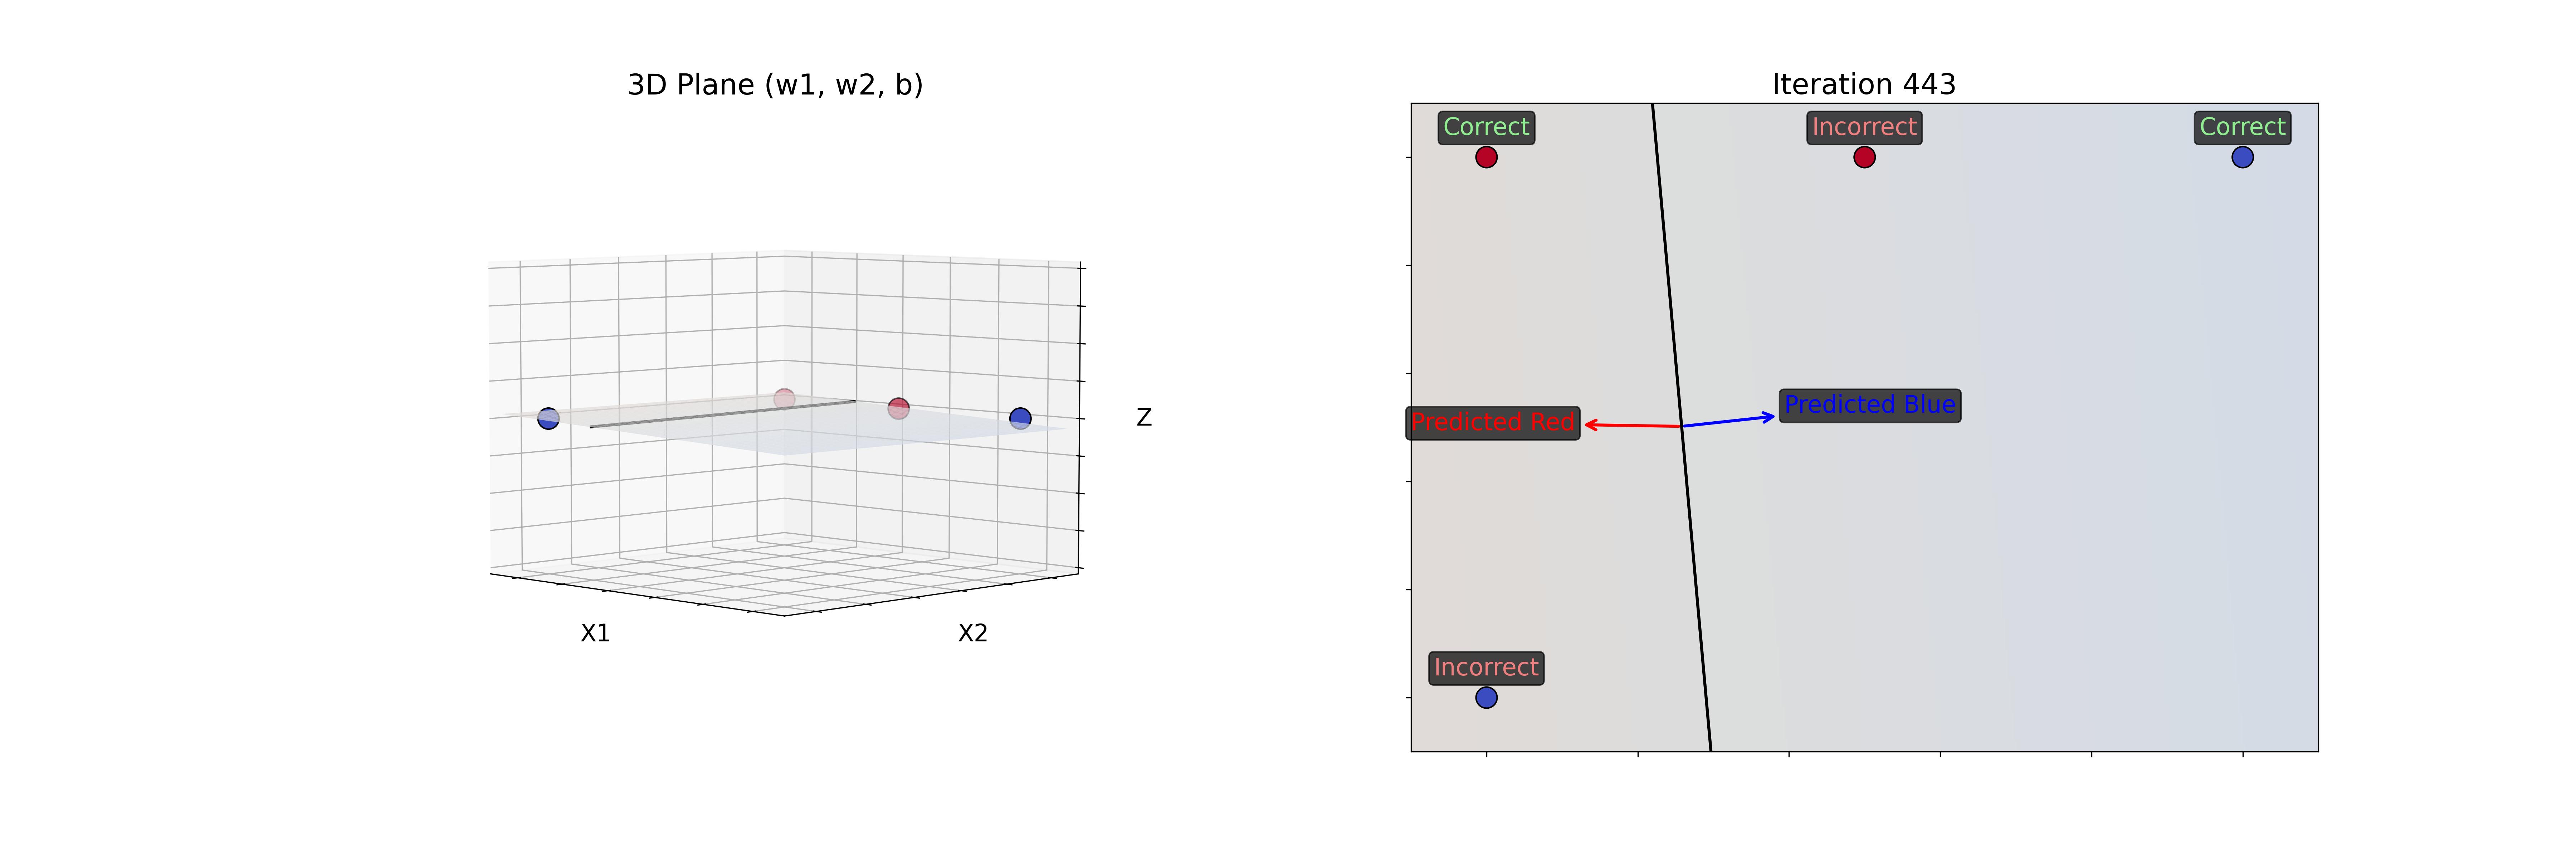 3D Plane (w1, w2, b)
Z
X1
X2
Iteration 443
Correct
Incorrect
Correct
Predicted Red
Predicted Blue
Incorrect